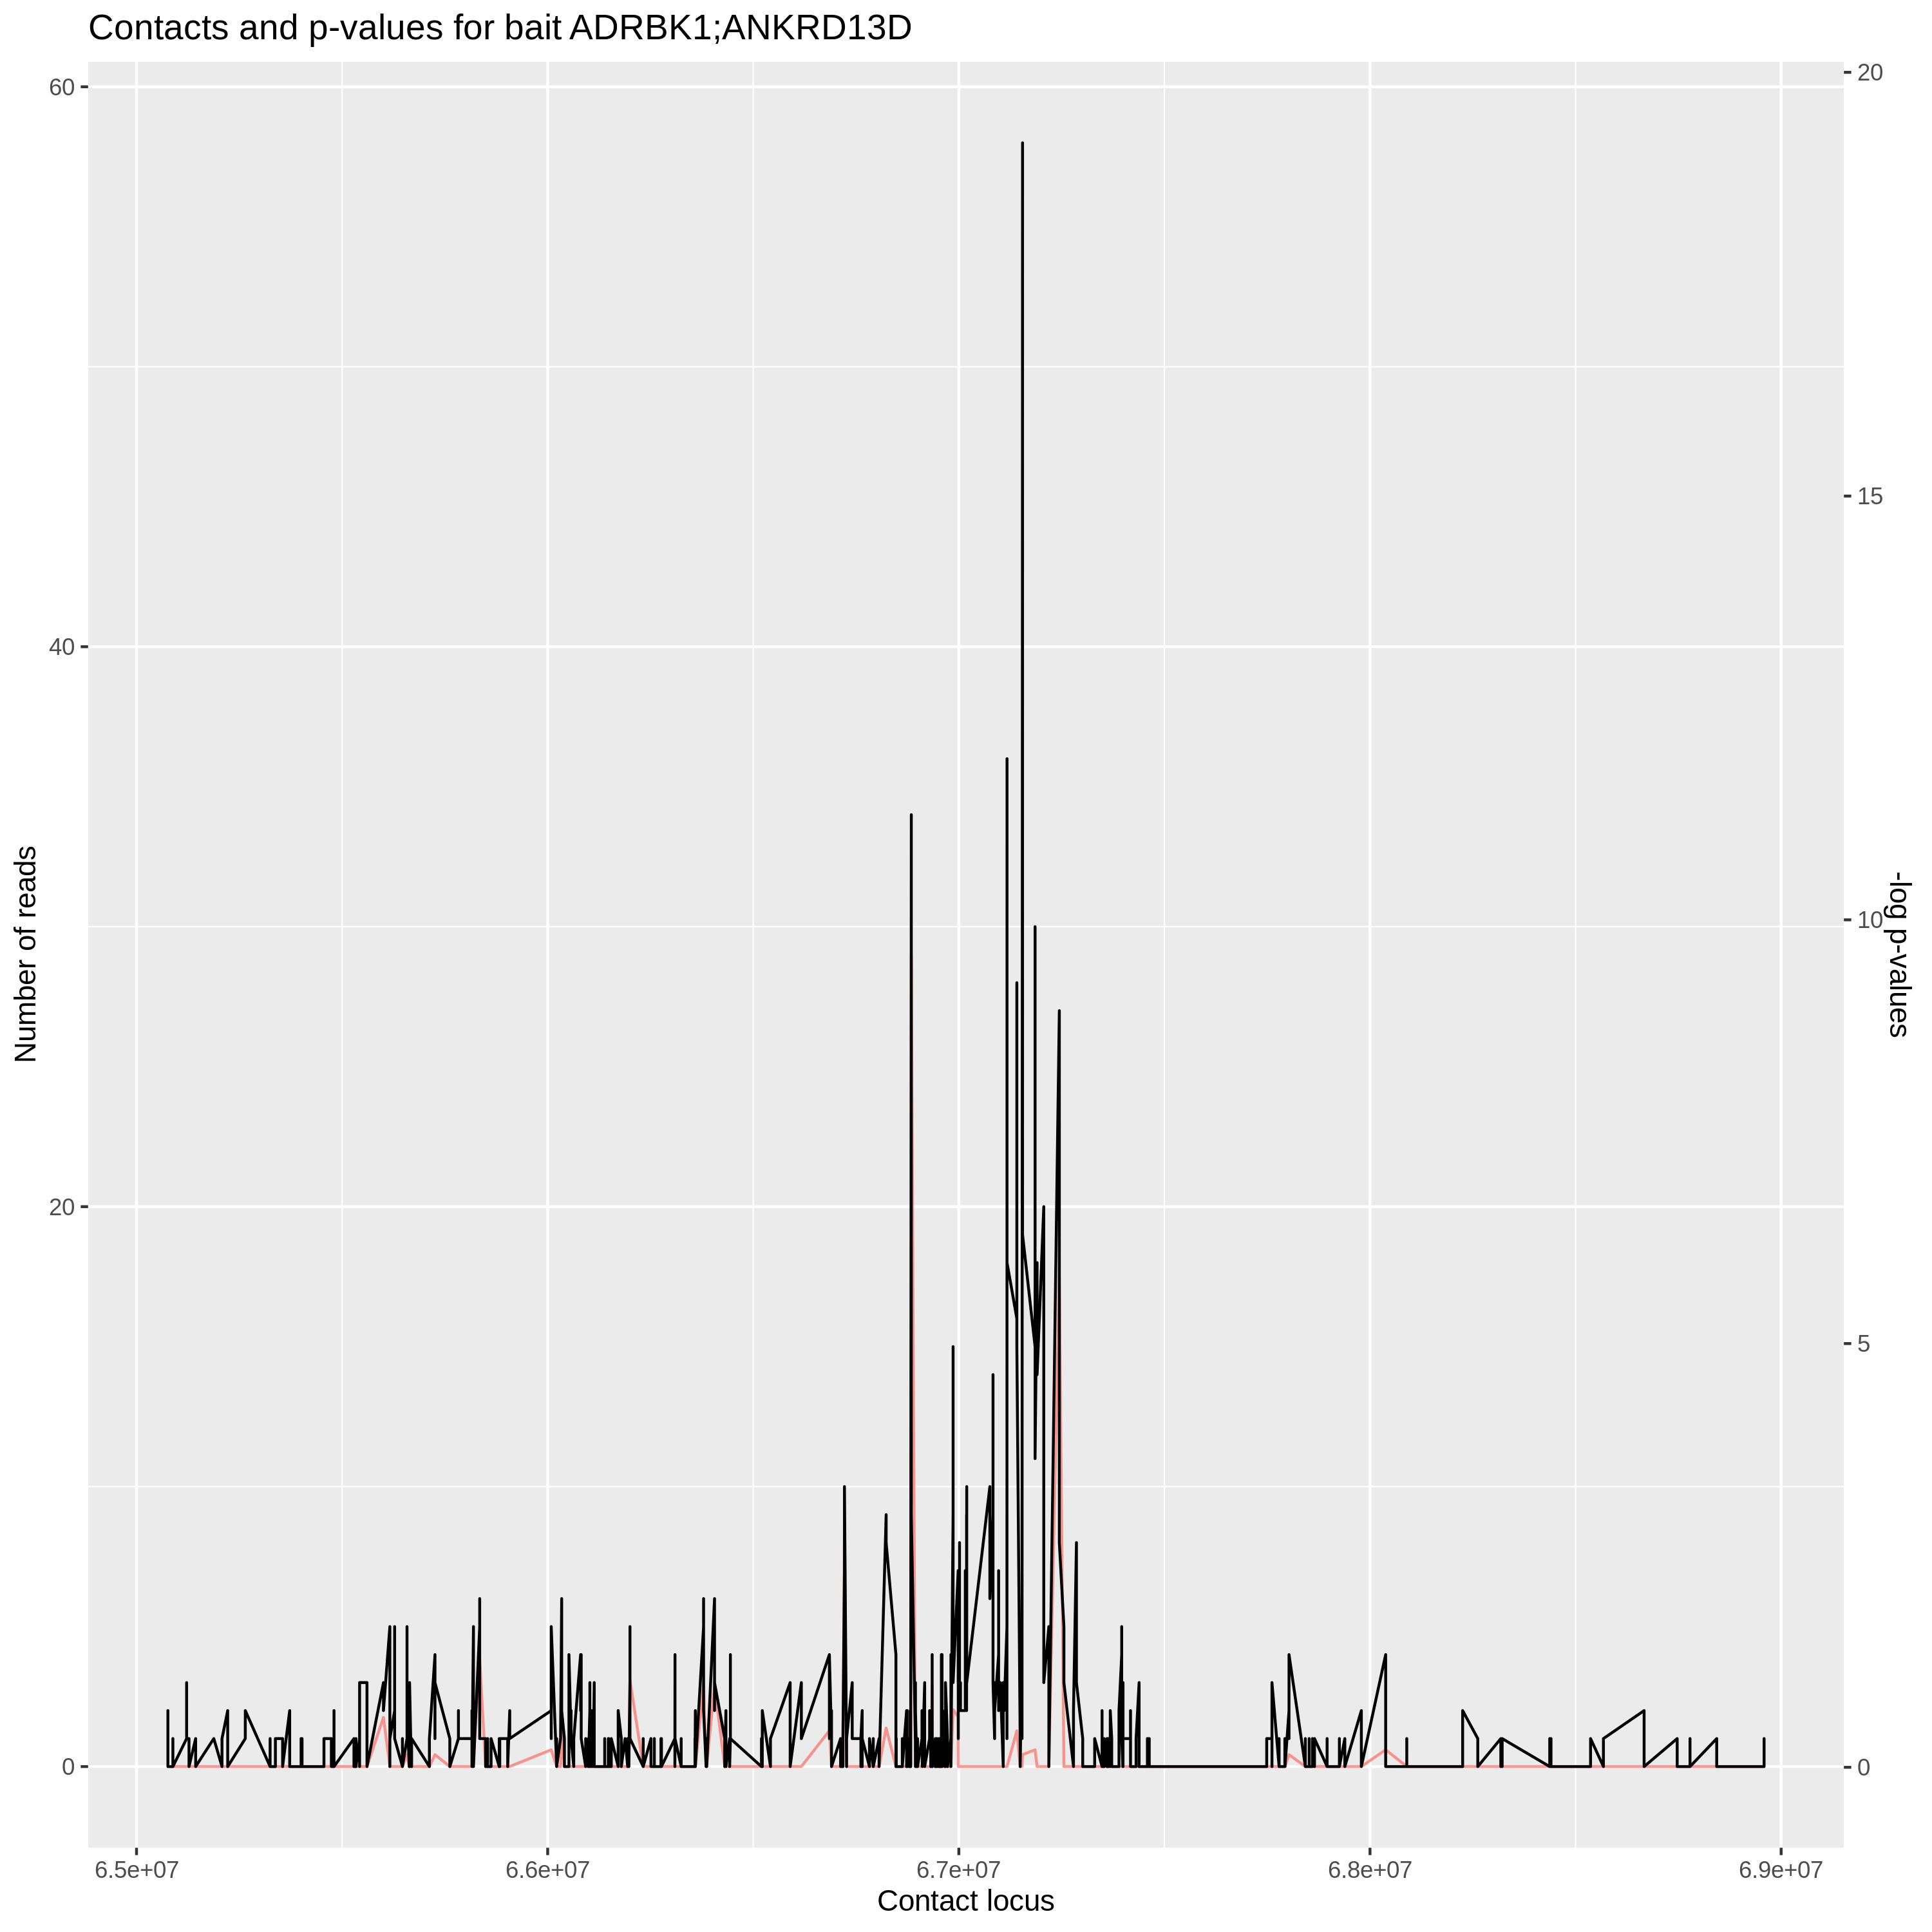 Contacts and p-values for bait ADRBK1;ANKRD13D
60
40
20
0
Number of reads
20
15
10
5
0
-log p-values
6.5e+07
6.6e+07
6.7e+07
6.8e+07
6.9e+07
Contact locus